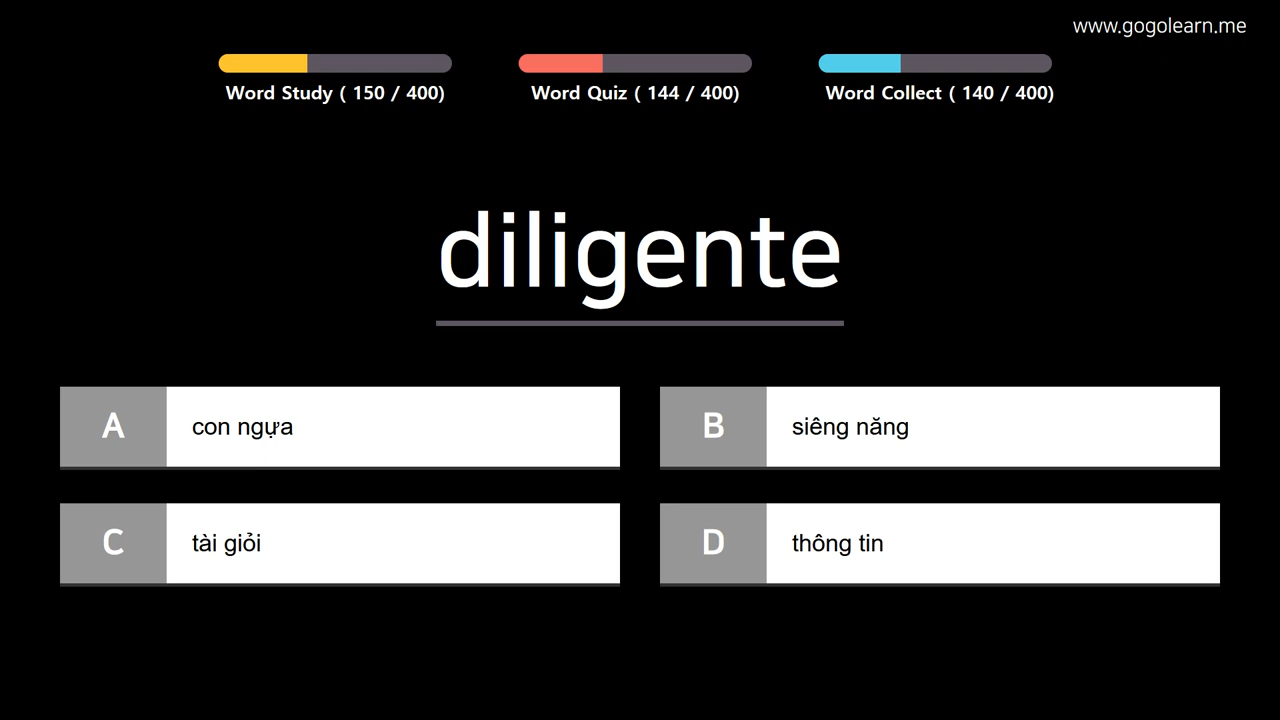 www.gogolearn.me
Word Study ( 150 / 400)
Word Quiz ( 144 / 400)
Word Collect ( 140 / 400)
diligente
A
con ngựa
B
siêng năng
C
tài giỏi
D
thông tin